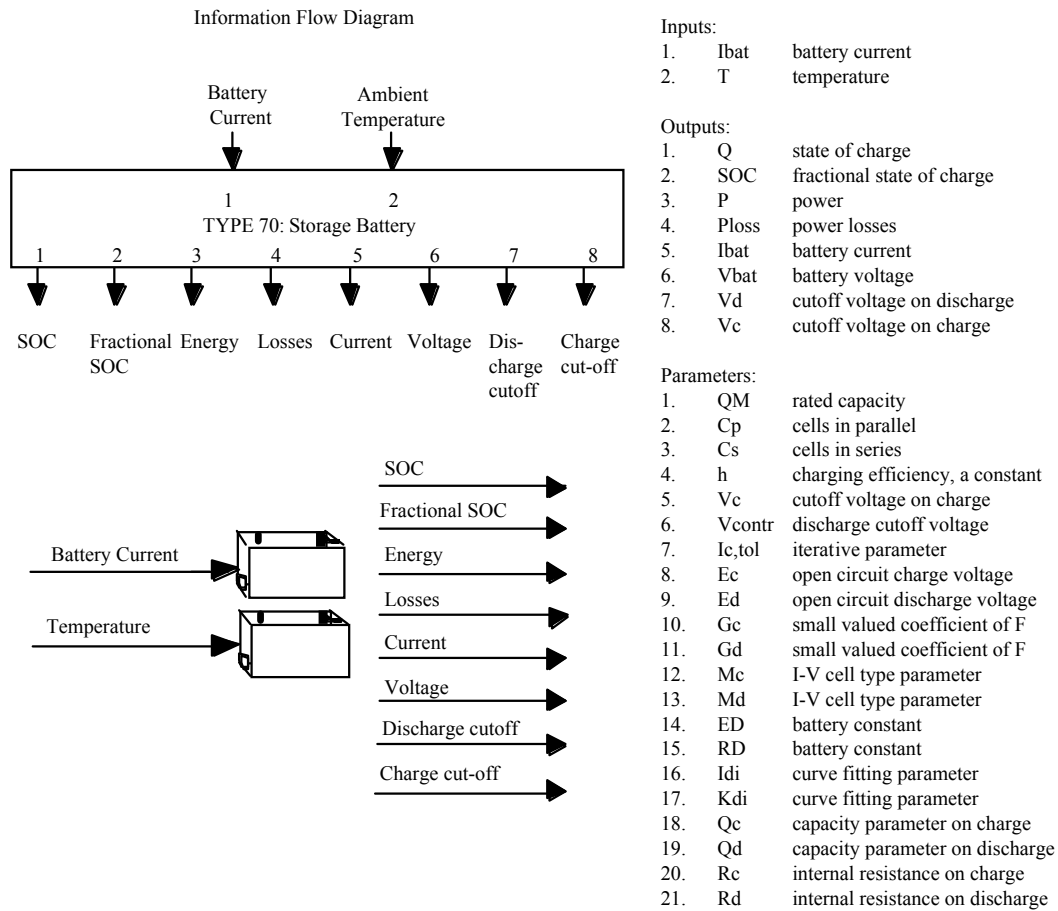 Information Flow Diagram
Battery
Current
Ambient
Temperature
1 2
TYPE 70: Storage Battery
1 2 3 4 5 6 7 8
SOC Fractional Energy Losses Current Voltage Dis- Charge
SOC charge cut-off
cutoff
Battery Current
Temperature
SOC
Fractional SOC
Energy
Losses
Current
Voltage
Discharge cutoff
Charge cut-off
Inputs:
1. Ibat battery current
2. T temperature
Outputs:
1. Q state of charge
2. SOC fractional state of charge
3. P power
4. Ploss power losses
5. Ibat battery current
6. Vbat battery voltage
7. Vd cutoff voltage on discharge
8. Vc cutoff voltage on charge
Parameters:
1. QM rated capacity
2. Cp cells in parallel
3. Cs cells in series
4. h charging efficiency, a constant
5. Vc cutoff voltage on charge
6. Vcontr discharge cutoff voltage
7. Ic,tol iterative parameter
8. Ec open circuit charge voltage
9. Ed open circuit discharge voltage
10. Gc small valued coefficient of F
11. Gd small valued coefficient of F
12. Mc I-V cell type parameter
13. Md I-V cell type parameter
14. ED battery constant
15. RD battery constant
16. Idi curve fitting parameter
17. Kdi curve fitting parameter
18. Qc capacity parameter on charge
19. Qd capacity parameter on discharge
20. Rc internal resistance on charge
21. Rd internal resistance on discharge